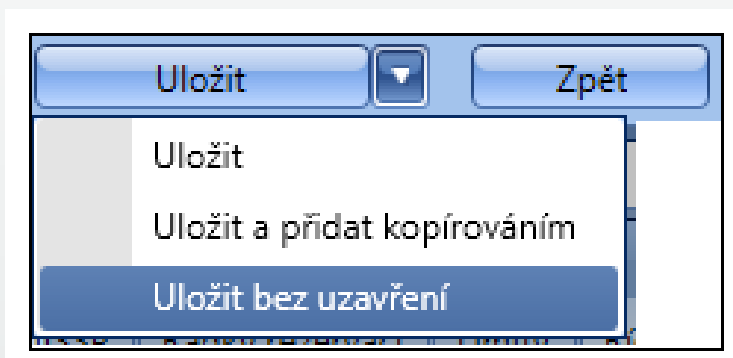 Uložit Zpět
Uložit
Uložit a přidat kopírováním
Uložit bez uzavření